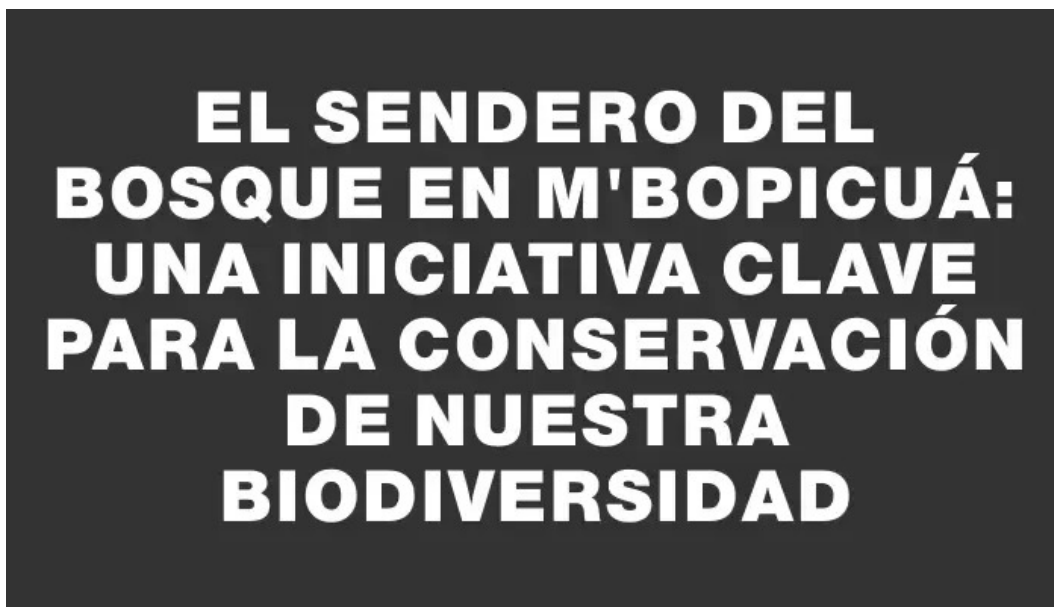 EL SENDERO DEL
BOSQUE EN M'BOPICUÁ:
UNA INICIATIVA CLAVE
PARA LA CONSERVACIÓN
DE NUESTRA
BIODIVERSIDAD